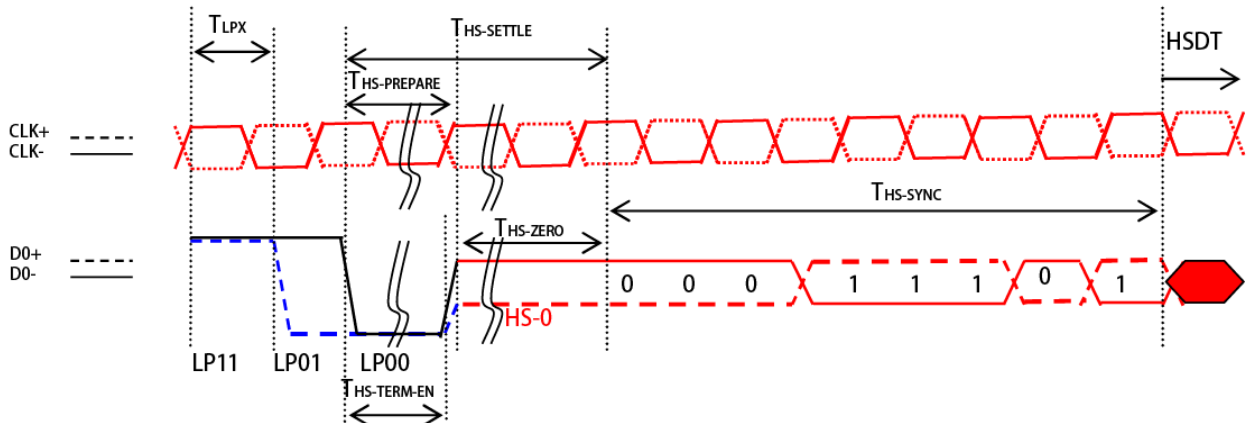 TLPX
THS-SETTLE
HSDT
THS-PREPARE
CLK+
CLK-
THS-SYNC
THS-ZERO
D0+
D0-
0 0 0 1 1 1 0 1
HS-0
LP11 LP01 LP00
THS-TERM-EN